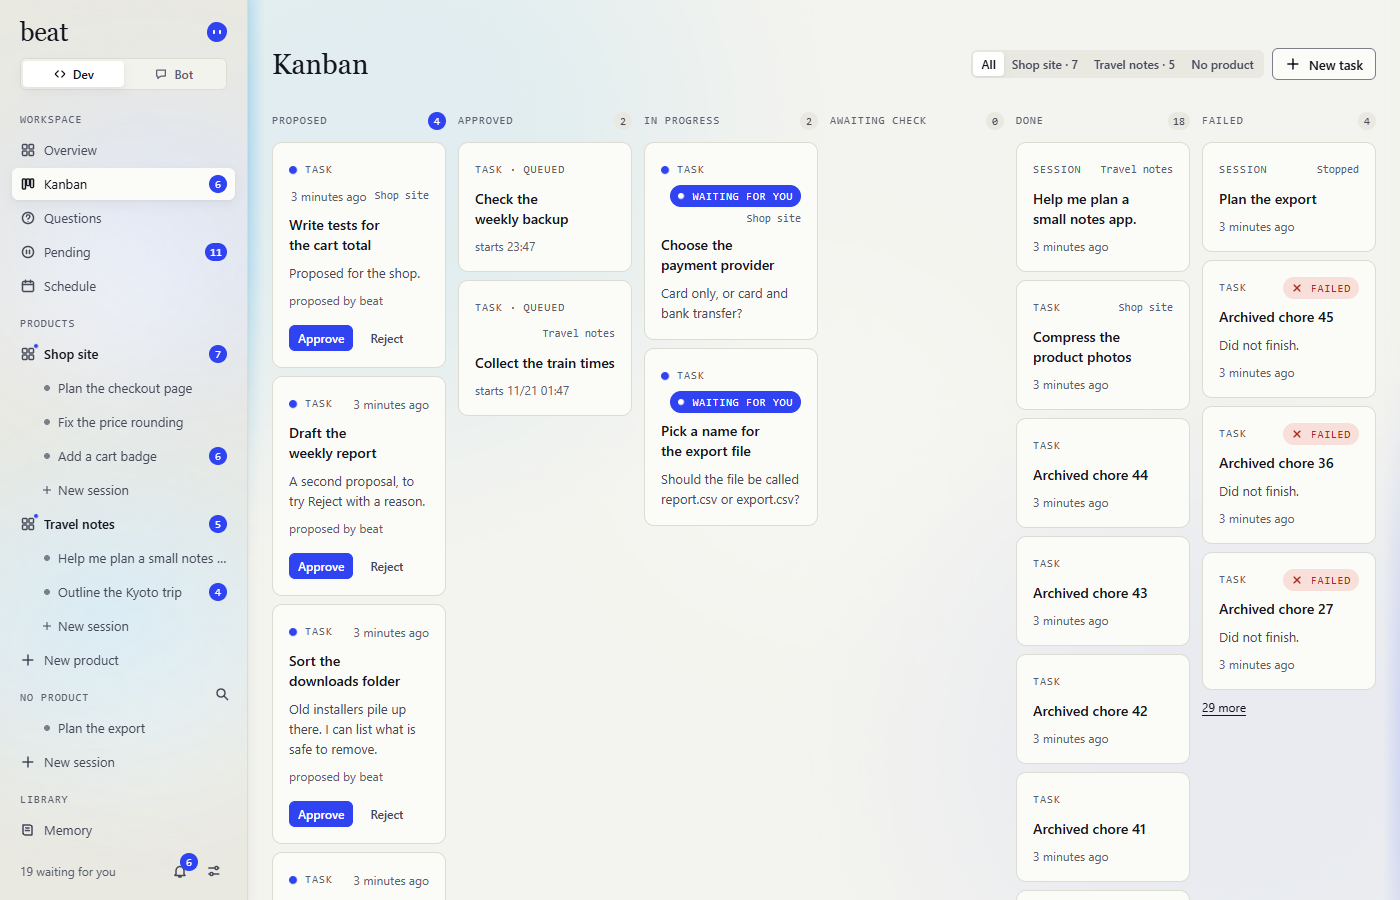 beat
Dev
Bot
WORKSPACE
Overview
Kanban
6
Questions
Pending
11
Schedule
PRODUCTS
Shop site
7
Plan the checkout page
Fix the price rounding
Add a cart badge
6
New session
Travel notes
5
Help me plan a small notes ...
Outline the Kyoto trip
4
New session
New product
NO PRODUCT
Plan the export
New session
LIBRARY
Memory
19 waiting for you
6
Kanban
All
Shop site · 7
Travel notes · 5
No product
New task
PROPOSED
4
TASK
3 minutes ago
Shop site
Write tests for
the cart total
Proposed for the shop.
proposed by beat
Approve
Reject
TASK
3 minutes ago
Draft the
weekly report
A second proposal, to
try Reject with a reason.
proposed by beat
Approve
Reject
TASK
3 minutes ago
Sort the
downloads folder
Old installers pile up
there. I can list what is
safe to remove.
proposed by beat
Approve
Reject
TASK
3 minutes ago
APPROVED
2
TASK · QUEUED
Check the
weekly backup
starts 23:47
TASK · QUEUED
Travel notes
Collect the train times
starts 11/21 01:47
IN PROGRESS
2
TASK
WAITING FOR YOU
Shop site
Choose the
payment provider
Card only, or card and
bank transfer?
TASK
WAITING FOR YOU
Pick a name for
the export file
Should the file be called
report.csv or export.csv?
AWAITING CHECK
0
DONE
18
SESSION
Travel notes
Help me plan a
small notes app.
3 minutes ago
TASK
Shop site
Compress the
product photos
3 minutes ago
TASK
Archived chore 44
3 minutes ago
TASK
Archived chore 43
3 minutes ago
TASK
Archived chore 42
3 minutes ago
TASK
Archived chore 41
3 minutes ago
FAILED
4
SESSION
Stopped
Plan the export
3 minutes ago
TASK
FAILED
Archived chore 45
Did not finish.
3 minutes ago
TASK
FAILED
Archived chore 36
Did not finish.
3 minutes ago
TASK
FAILED
Archived chore 27
Did not finish.
3 minutes ago
29 more